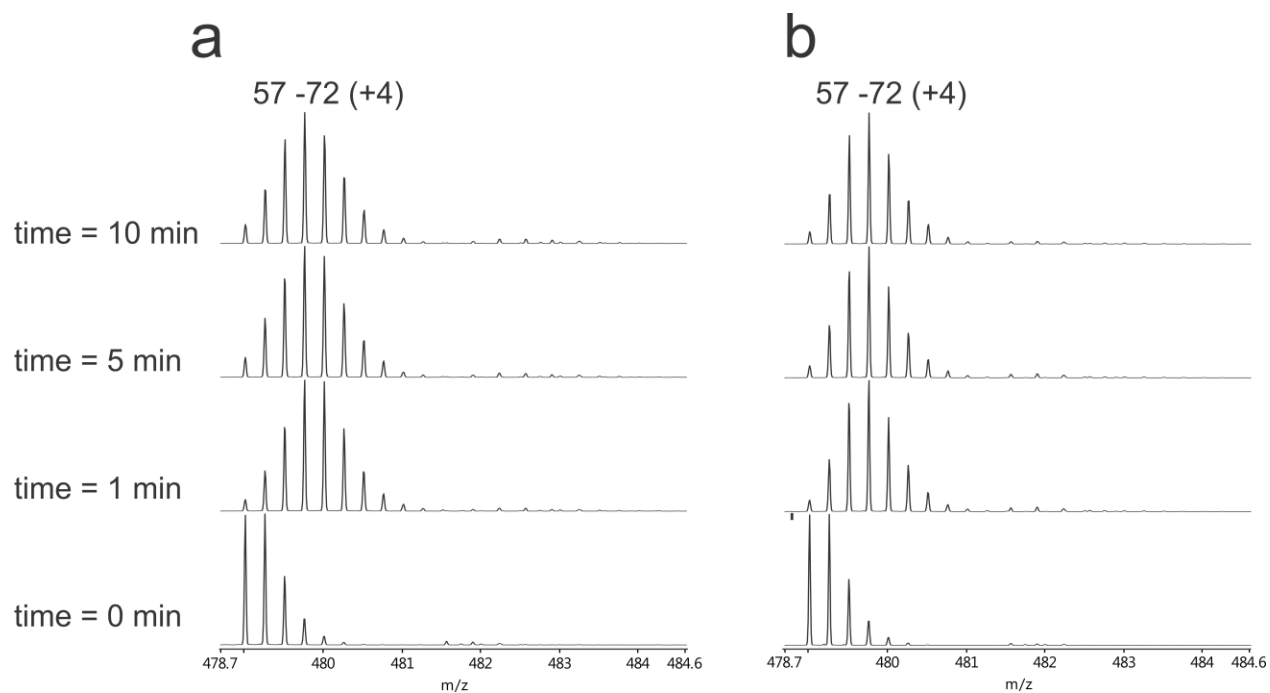 a
b
57 -72 (+4)
57 -72 (+4)
time = 10 min
time = 5 min
time = 1 min
time = 0 min
478.7 480 481 482 483 484 484.6
m/z
478.7 480 481 482 483 484 484.6
m/z